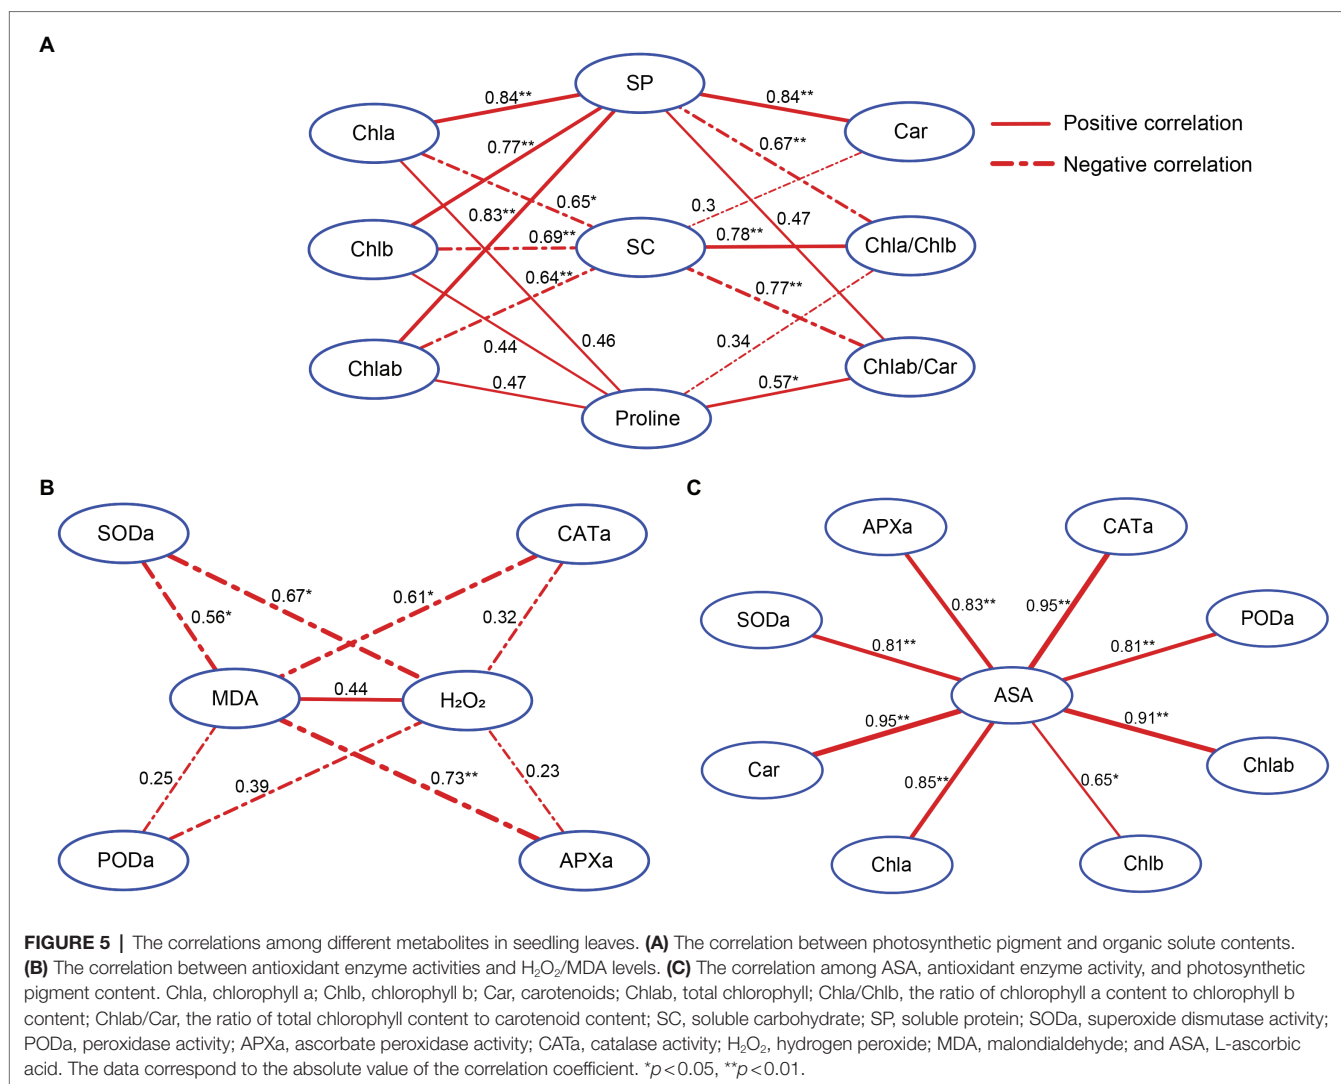 A
SP
0.84**
0.84**
Chla
Car
Positive correlation
0.77**
0.67**
Negative correlation
0.65*
0.3
0.83**
0.47
Chlb
0.69**
SC
0.78**
Chla/Chlb
0.64**
0.77**
0.44
0.46
0.34
Chlab
0.47
0.57*
Chlab/Car
Proline
B
SODa
CATa
0.67*
0.61*
0.56*
0.32
MDA
0.44
H₂O₂
0.25
0.39
0.73**
0.23
PODa
APXa
C
APXa
CATa
0.83**
0.95**
SODa
PODa
0.81**
0.81**
ASA
0.95**
0.91**
Car
Chlab
0.85**
0.65*
Chla
Chlb
FIGURE 5 | The correlations among different metabolites in seedling leaves. (A) The correlation between photosynthetic pigment and organic solute contents.
(B) The correlation between antioxidant enzyme activities and H₂O₂/MDA levels. (C) The correlation among ASA, antioxidant enzyme activity, and photosynthetic
pigment content. Chla, chlorophyll a; Chlb, chlorophyll b; Car, carotenoids; Chlab, total chlorophyll; Chla/Chlb, the ratio of chlorophyll a content to chlorophyll b
content; Chlab/Car, the ratio of total chlorophyll content to carotenoid content; SC, soluble carbohydrate; SP, soluble protein; SODa, superoxide dismutase activity;
PODa, peroxidase activity; APXa, ascorbate peroxidase activity; CATa, catalase activity; H₂O₂, hydrogen peroxide; MDA, malondialdehyde; and ASA, L-ascorbic
acid. The data correspond to the absolute value of the correlation coefficient. *p<0.05, **p<0.01.